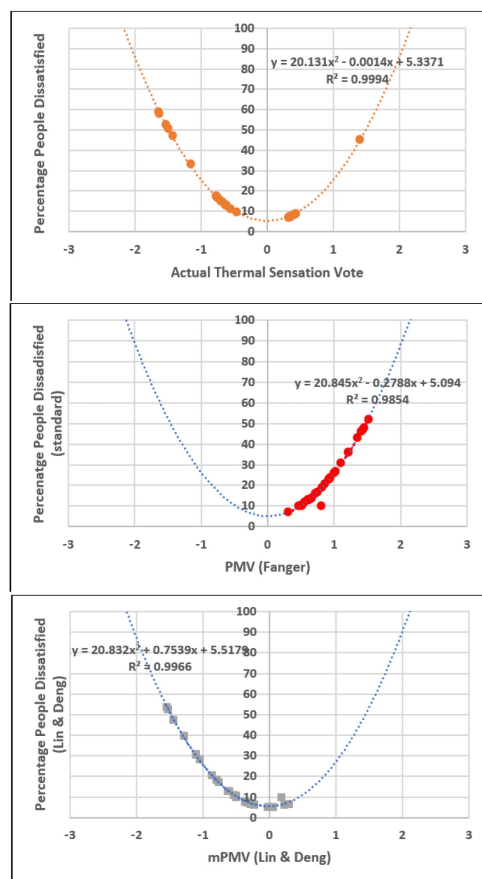 100
90
80
70
60
50
40
30
20
10
0
Percentage People Dissatisfied
y = 20.131x² - 0.0014x + 5.3371
R² = 0.9994
-3 -2 -1 0 1 2 3
Actual Thermal Sensation Vote
100
90
80
70
60
50
40
30
20
10
0
Percenatge People Dissadisfied
(standard)
y = 20.845x² - 0.2788x + 5.094
R² = 0.9854
-3 -2 -1 0 1 2 3
PMV (Fanger)
100
90
80
70
60
50
40
30
20
10
0
Percentage People Dissatisfied
(Lin & Deng)
y = 20.832x² + 0.7539x + 5.5179
R² = 0.9966
-3 -2 -1 0 1 2 3
mPMV (Lin & Deng)